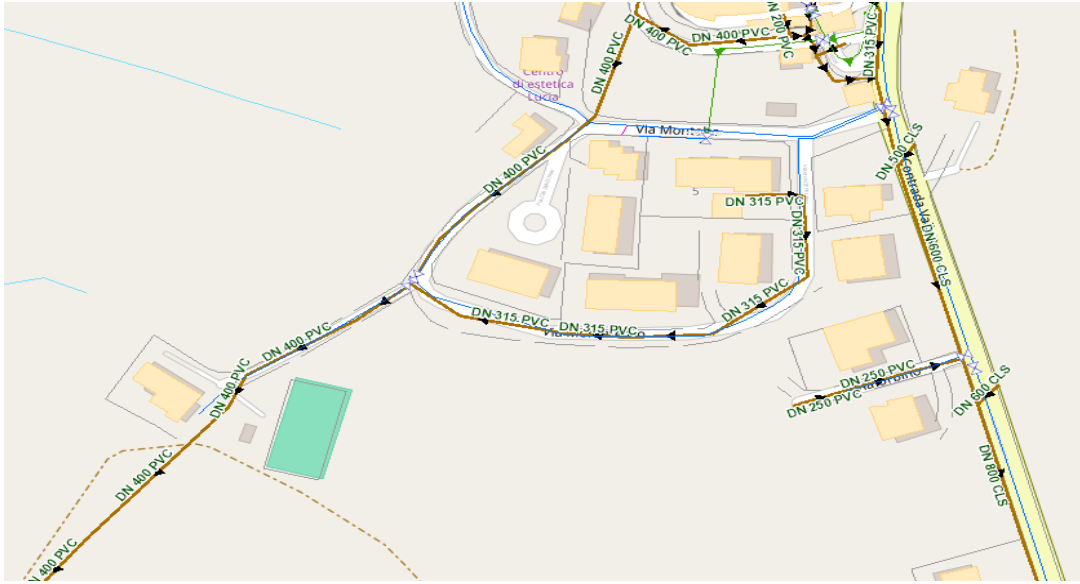 DN 400 PVC
DN 400 PVC
DN 200 PVC
DN 315 PVC
DN 400 PVC
Centro
di estetica
Lucia
DN 500 CLS
DN 400 PVC
5
DN 315 PVC
DN 315 PVC
DN 600 CLS
DN 315 PVC
DN 315 PVC
DN 315 PVC
DN 400 PVC
DN 250 PVC
DN 250 PVC
DN 400 PVC
DN 600 CLS
DN 400 PVC
DN 800 CLS
DN 400 PVC